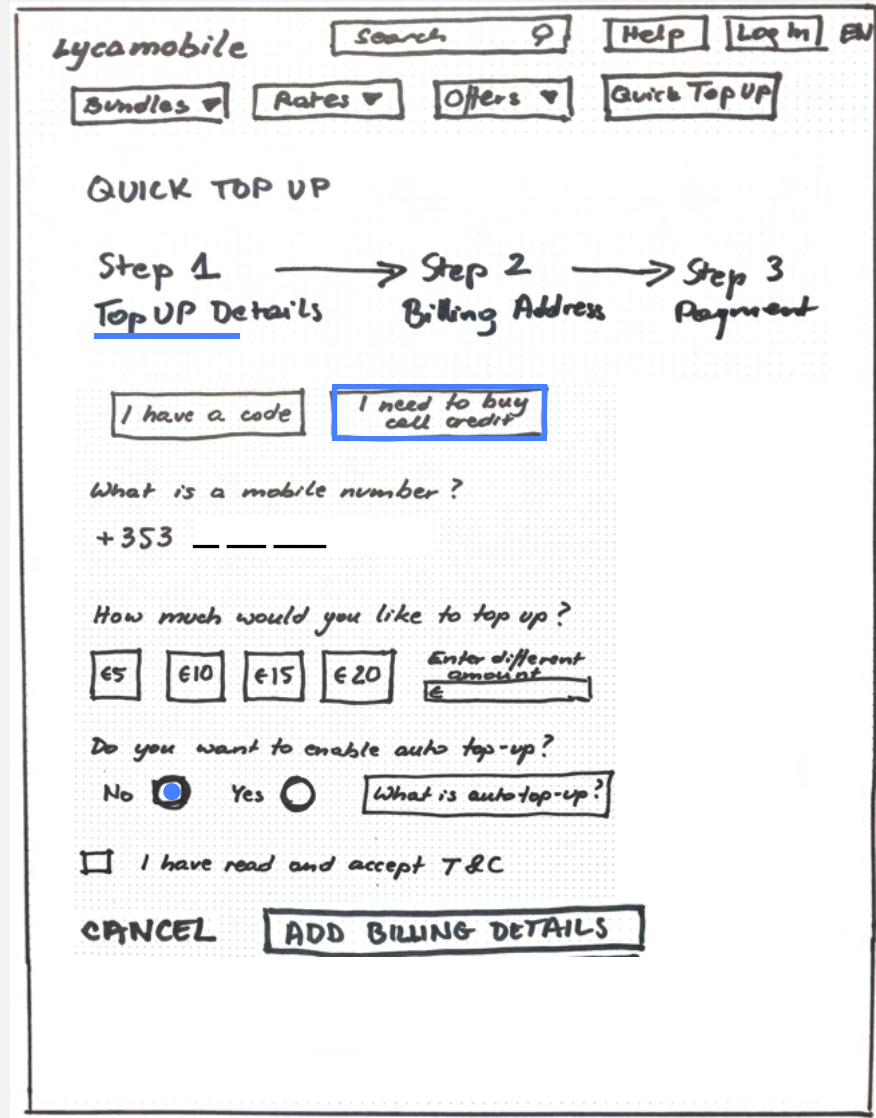 Lycamobile Search Help Log In EN
Bundles Rates Offers Quick Top UP
QUICK TOP UP
Step 1 Step 2 Step 3
Top UP Details Billing Address Payment
I have a code
I need to buy
cell credit
What is a mobile number?
+353
How much would you like to top up?
€5 €10 €15 €20
Enter different
amount
€
Do you want to enable auto top-up?
No Yes What is auto top-up?
I have read and accept T&C
CANCEL ADD BILLING DETAILS